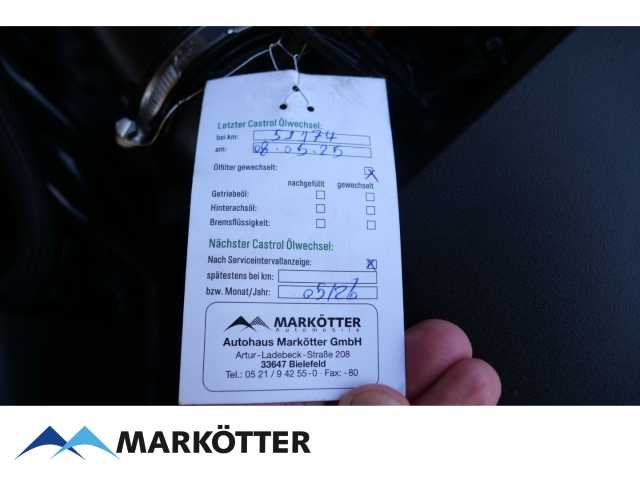 Letzter Castrol Ölwechsel:
bei km:
am: 08.05.25
Ölfilter gewechselt: X
nachgefüllt gewechselt
Getriebeöl:
Hinterachsöl:
Bremsflüssigkeit:
Nächster Castrol Ölwechsel:
Nach Serviceintervallanzeige: X
spätestens bei km:
bzw. Monat/Jahr: 05/26
MARKÖTTER
Automobile
Autohaus Markötter GmbH
Artur-Ladebeck-Straße 208
33647 Bielefeld
Tel.: 05 21 / 9 42 55-0 · Fax: -80
MARKÖTTER